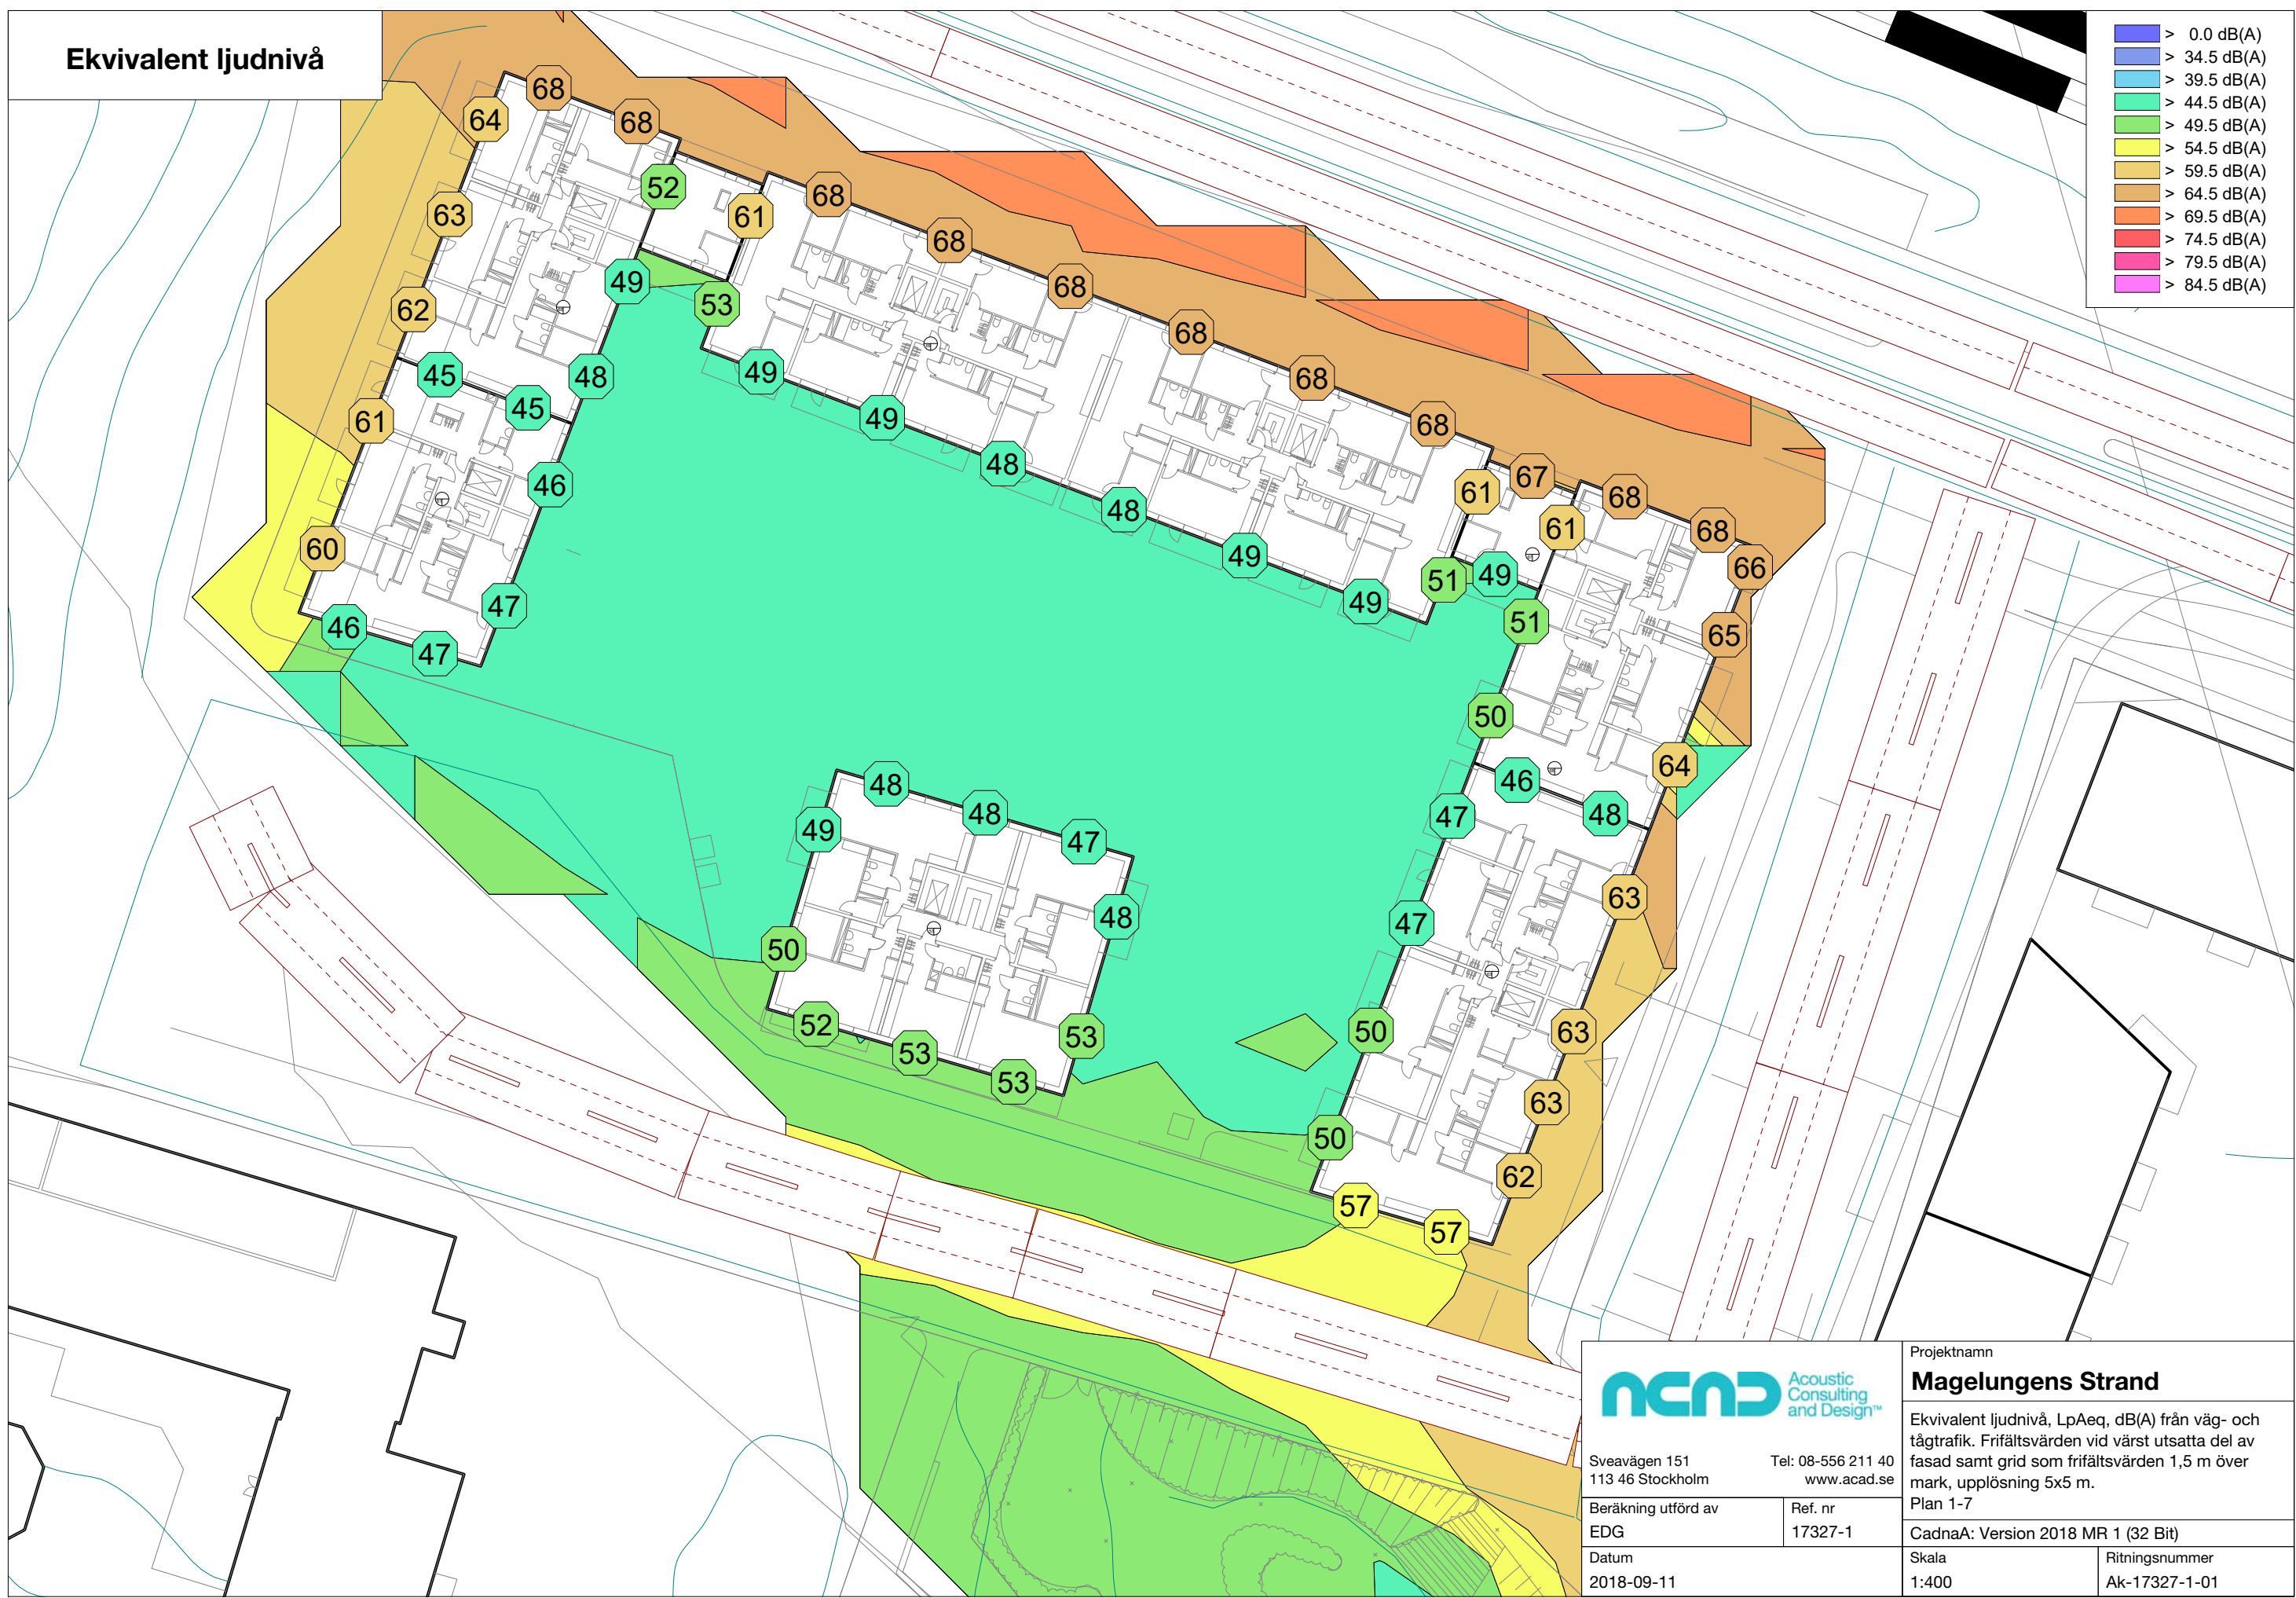 Ekvivalent ljudnivå
> 0.0 dB(A)
> 34.5 dB(A)
> 39.5 dB(A)
> 44.5 dB(A)
> 49.5 dB(A)
> 54.5 dB(A)
> 59.5 dB(A)
> 64.5 dB(A)
> 69.5 dB(A)
> 74.5 dB(A)
> 79.5 dB(A)
> 84.5 dB(A)
68
64
68
52
63
61
68
68
49
53
62
68
68
45
48
49
68
45
61
49
68
46
48
61
67
68
48
61
68
60
49
66
51
49
47
49
46
51
65
47
50
64
48
46
48
48
49
47
47
63
48
47
50
52
53
53
50
63
53
63
50
62
57
57
ACAD
Acoustic
Consulting
and Design™
Sveavägen 151
113 46 Stockholm
Tel: 08-556 211 40
www.acad.se
Beräkning utförd av
EDG
Ref. nr
17327-1
Datum
2018-09-11
Projektnamn
Magelungens Strand
Ekvivalent ljudnivå, LpAeq, dB(A) från väg- och
tågtrafik. Frifältsvärden vid värst utsatta del av
fasad samt grid som frifältsvärden 1,5 m över
mark, upplösning 5x5 m.
Plan 1-7
CadnaA: Version 2018 MR 1 (32 Bit)
Skala
1:400
Ritningsnummer
Ak-17327-1-01